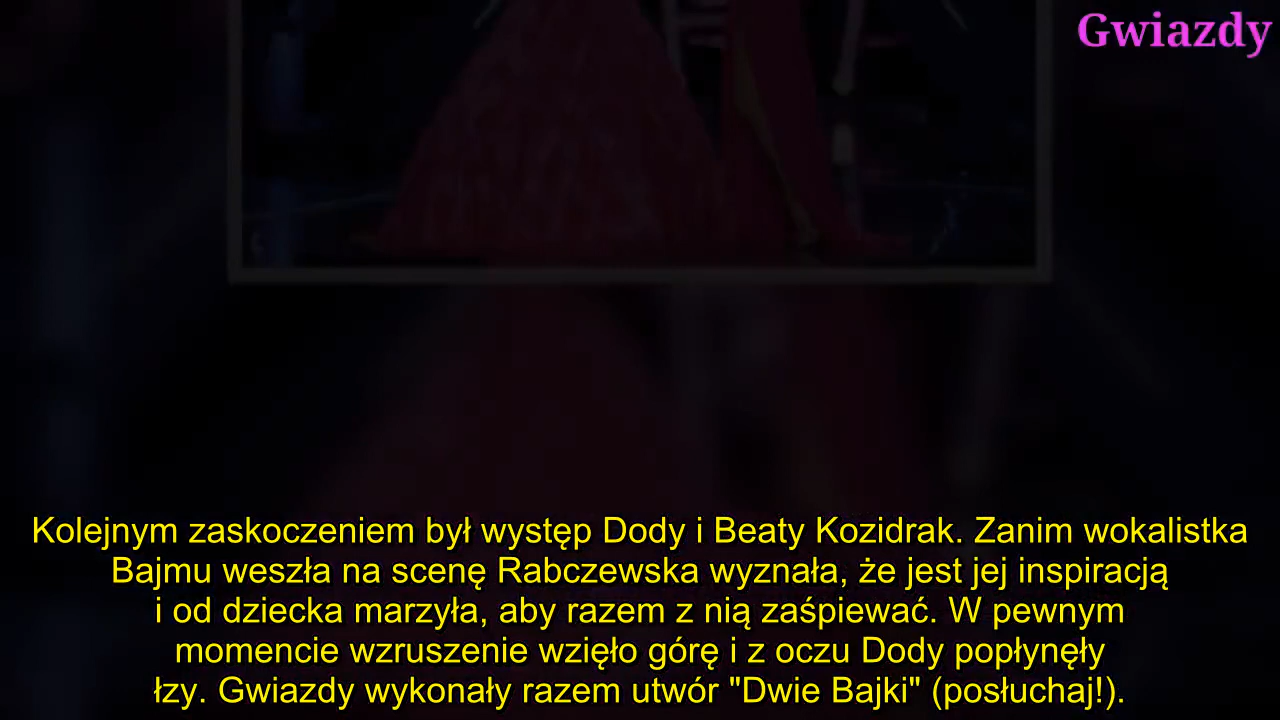 Gwiazdy
Kolejnym zaskoczeniem był występ Dody i Beaty Kozidrak. Zanim wokalistka
Bajmu weszła na scenę Rabczewska wyznała, że jest jej inspiracją
i od dziecka marzyła, aby razem z nią zaśpiewać. W pewnym
momencie wzruszenie wzięło górę i z oczu Dody popłynęły
łzy. Gwiazdy wykonały razem utwór "Dwie Bajki" (posłuchaj!).